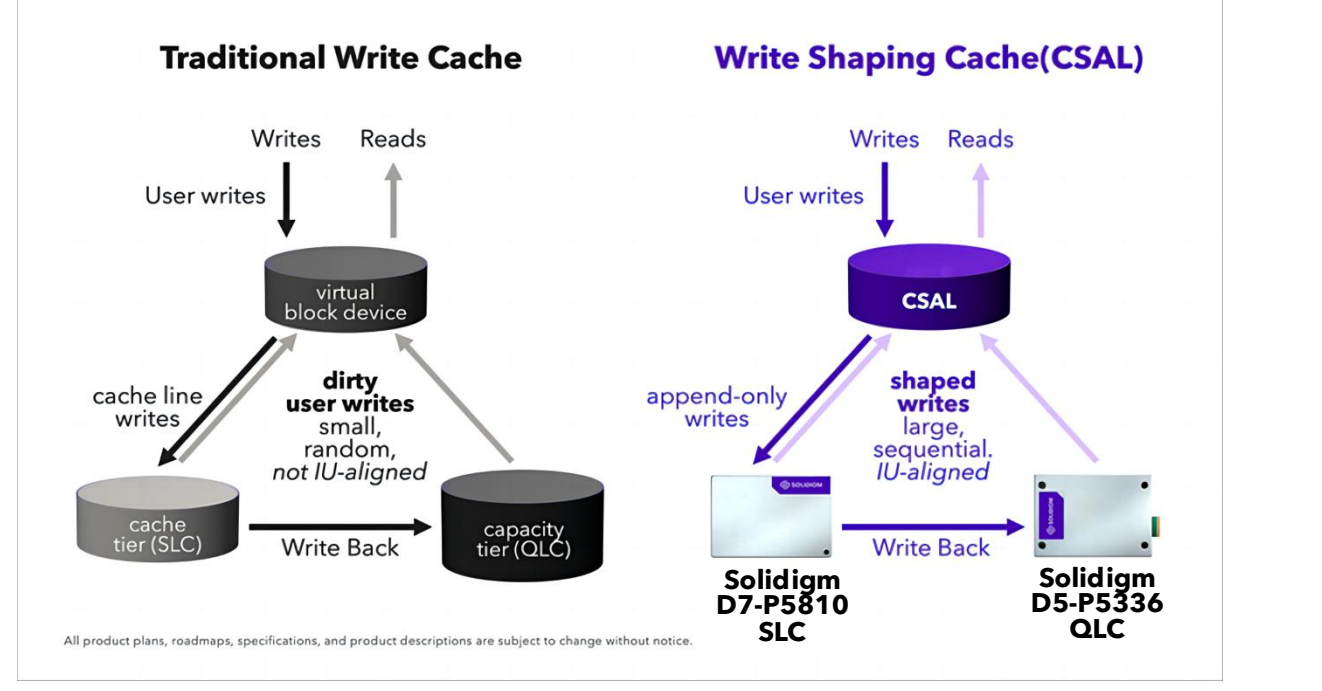 Traditional Write Cache
Writes
Reads
User writes
virtual
block device
cache line
writes
dirty
user writes
small,
random,
not IU-aligned
cache
tier (SLC)
Write Back
capacity
tier (QLC)
Write Shaping Cache(CSAL)
Writes
Reads
User writes
CSAL
append-only
writes
shaped
writes
large,
sequential.
IU-aligned
SOLIDIGM
Write Back
SOLIDIGM
Solidigm
D7-P5810
SLC
Solidigm
D5-P5336
QLC
All product plans, roadmaps, specifications, and product descriptions are subject to change without notice.